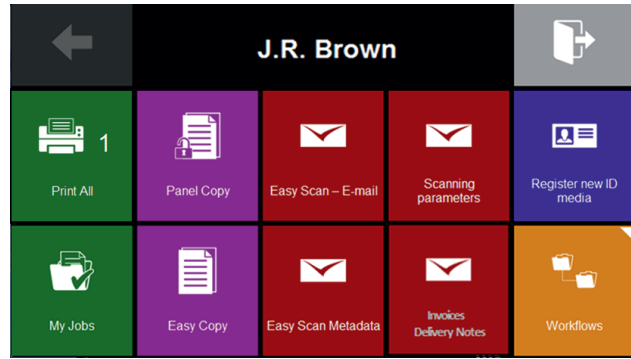 J.R. Brown
1
Print All
Panel Copy
Easy Scan – E-mail
Scanning
parameters
Register new ID
media
My Jobs
Easy Copy
Easy Scan Metadata
Invoices
Delivery Notes
Workflows